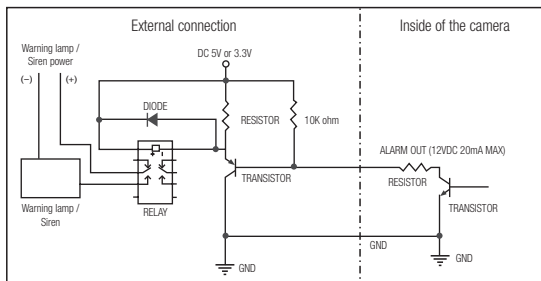 External connection
Inside of the camera
DC 5V or 3.3V
Warning lamp /
Siren power
(−)
(+)
DIODE
RESISTOR
10K ohm
ALARM OUT (12VDC 20mA MAX)
RESISTOR
TRANSISTOR
TRANSISTOR
Warning lamp /
Siren
RELAY
GND
GND
GND